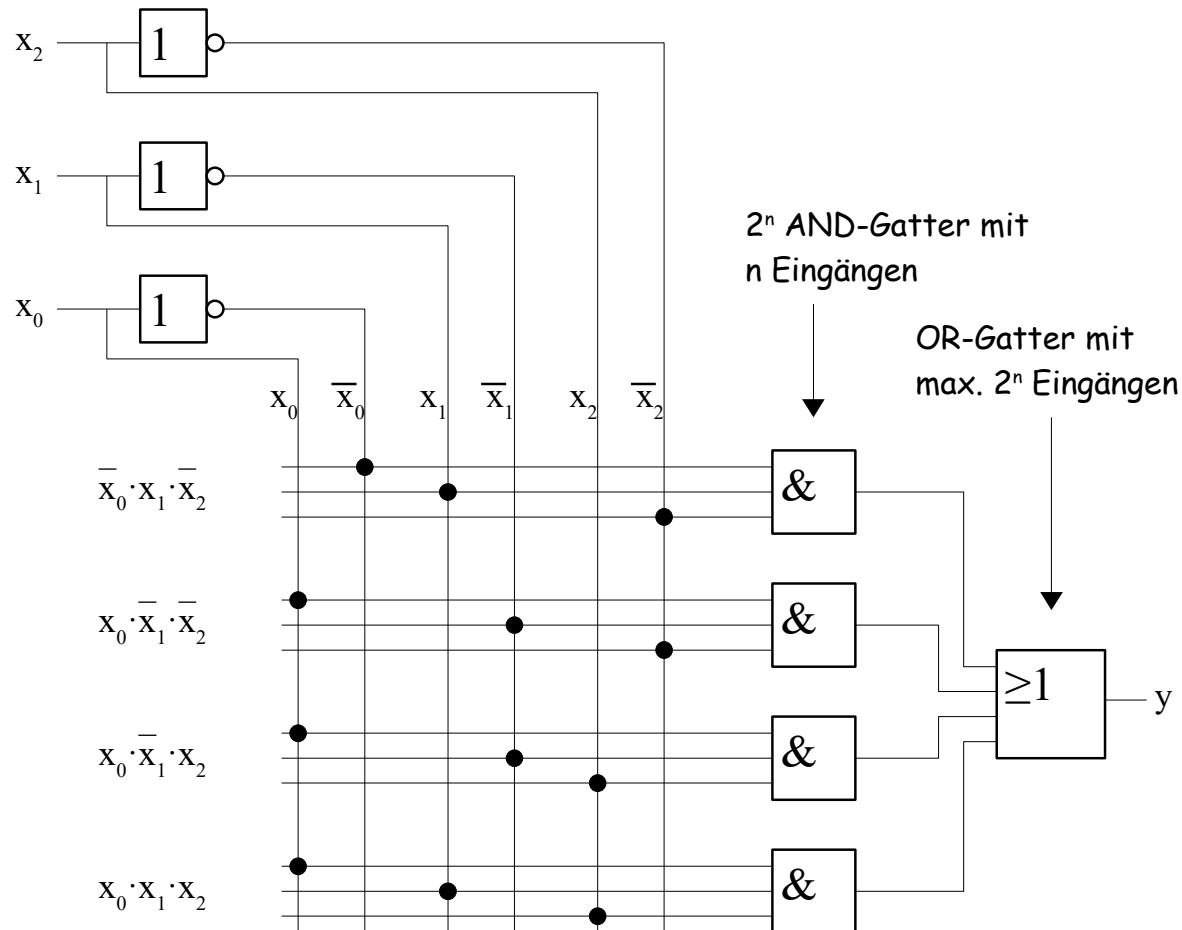 x₂ 1
x₁ 1
2ⁿ AND-Gatter mit
n Eingängen
x₀ 1
OR-Gatter mit
max. 2ⁿ Eingängen
x₀ x̅₀ x₁ x̅₁ x₂ x̅₂
x̅₀·x₁·x̅₂ &
x₀·x̅₁·x̅₂ &
≥1 y
x₀·x̅₁·x₂ &
x₀·x₁·x₂ &